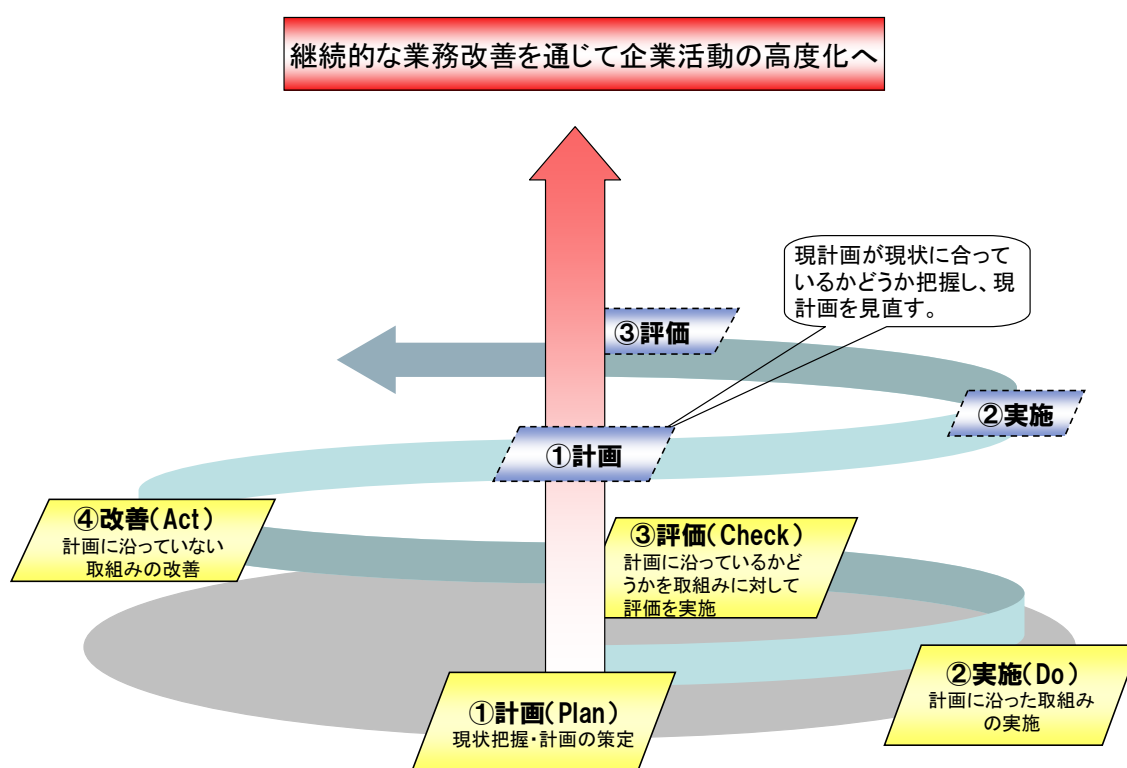 継続的な業務改善を通じて企業活動の高度化へ
現計画が現状に合って
いるかどうか把握し、現
計画を見直す。
③評価
②実施
①計画
④改善(Act)
計画に沿っていない
取組みの改善
③評価(Check)
計画に沿っているかど
うかを取組みに対して
評価を実施
②実施(Do)
計画に沿った取組み
の実施
①計画(Plan)
現状把握・計画の策定